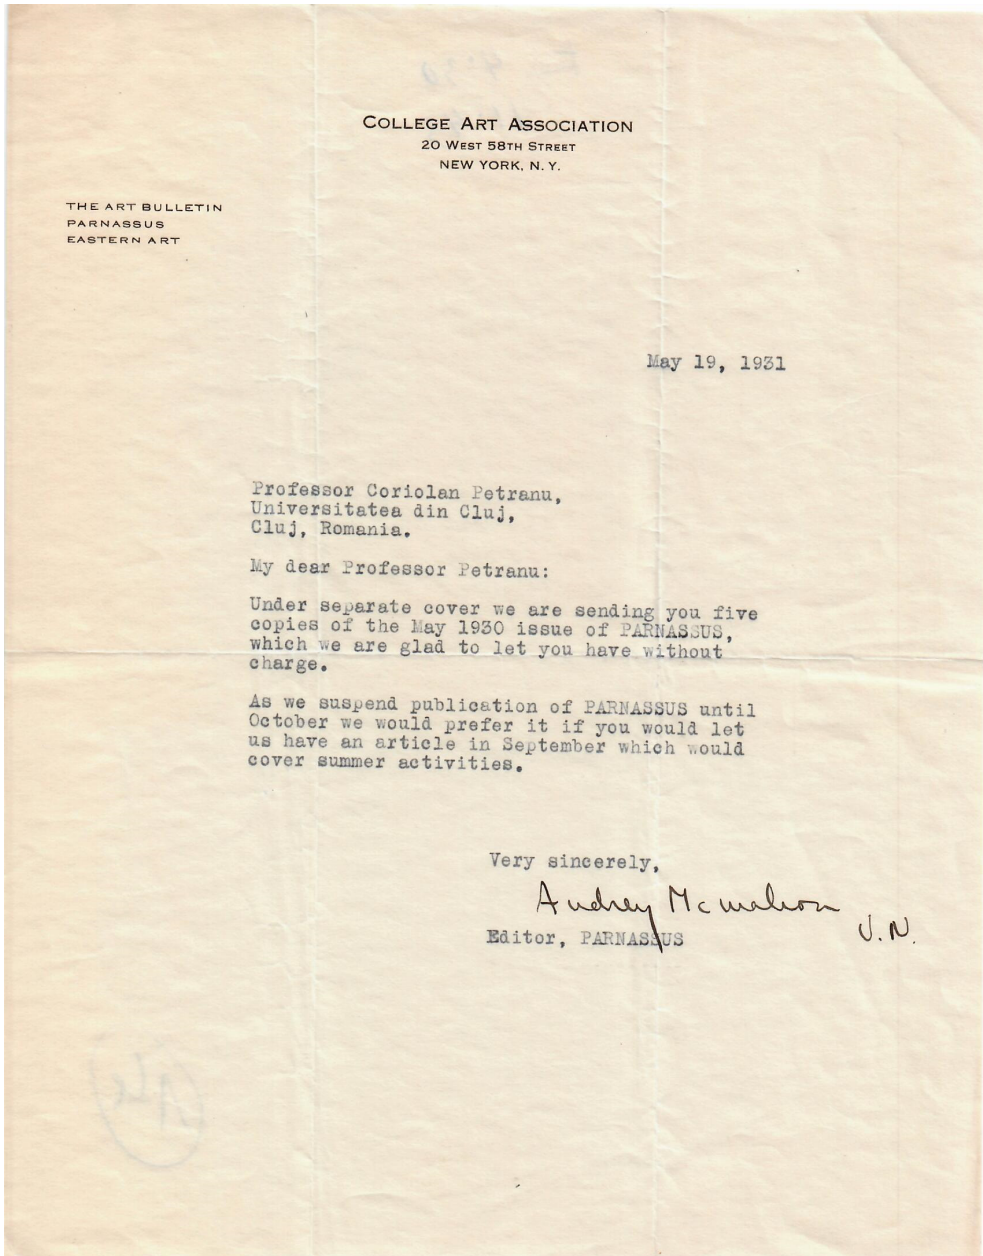 COLLEGE ART ASSOCIATION
20 WEST 58TH STREET
NEW YORK, N. Y.
THE ART BULLETIN
PARNASSUS
EASTERN ART
May 19, 1931
Professor Coriolan Petranu,
Universitatea din Cluj,
Cluj, Romania.
My dear Professor Petranu:
Under separate cover we are sending you five
copies of the May 1930 issue of PARNASSUS,
which we are glad to let you have without
charge.
As we suspend publication of PARNASSUS until
October we would prefer it if you would let
us have an article in September which would
cover summer activities.
Very sincerely,
Audrey McMahon
J.N.
Editor, PARNASSUS